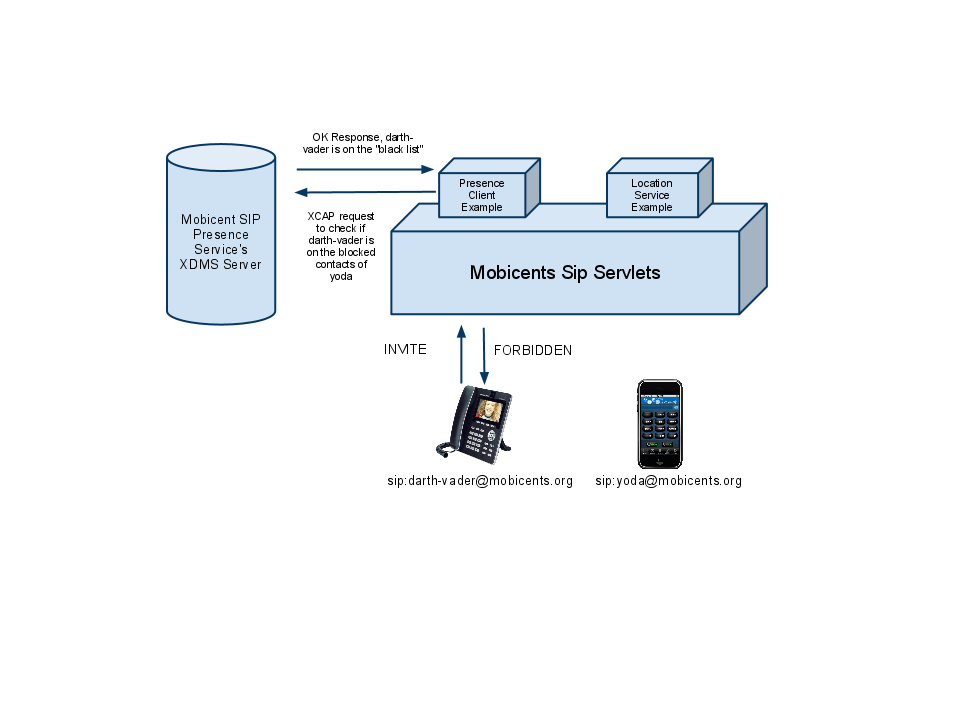 OK Response, darth-
vader is on the "black list"
Mobicent SIP
Presence
Service's
XDMS Server
XCAP request
to check if
darth-vader is
on the blocked
contacts of
yoda
Presence
Client
Example
Location
Service
Example
Mobicents Sip Servlets
INVITE
FORBIDDEN
sip:darth-vader@mobicents.org
sip:yoda@mobicents.org